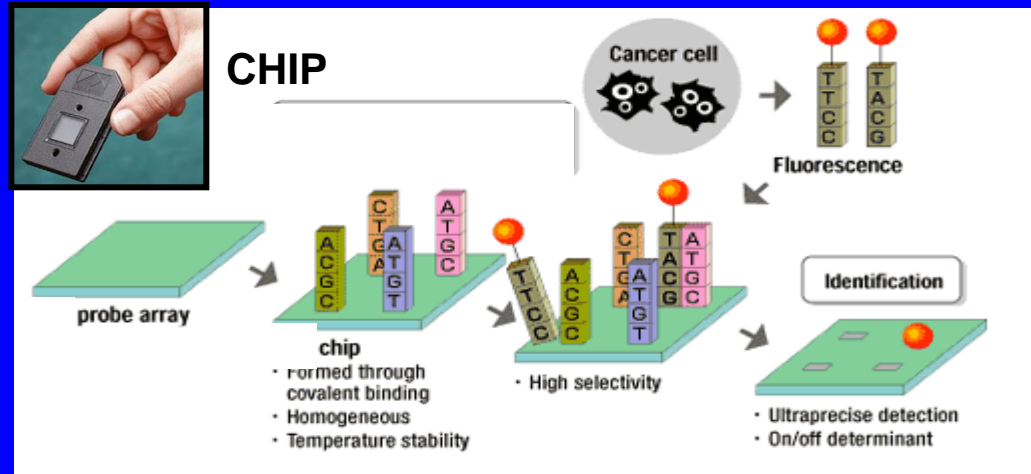 CHIP
Cancer cell
T
T
C
C
T
A
C
G
Fluorescence
probe array
A
C
G
C
C
T
G
A
A
T
G
T
A
T
G
C
chip
· Formed through
covalent binding
· Homogeneous
· Temperature stability
T
T
C
C
A
C
G
C
C
T
G
A
A
T
G
T
T
A
C
G
A
T
G
C
· High selectivity
Identification
· Ultraprecise detection
· On/off determinant